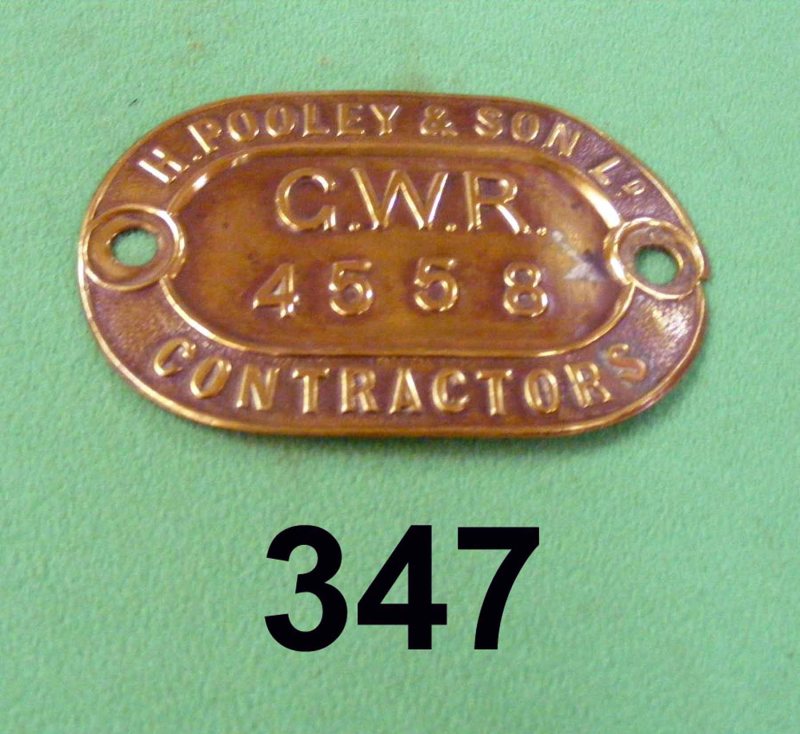 H. POOLEY & SON LD
G.W.R.
4558
CONTRACTORS
347